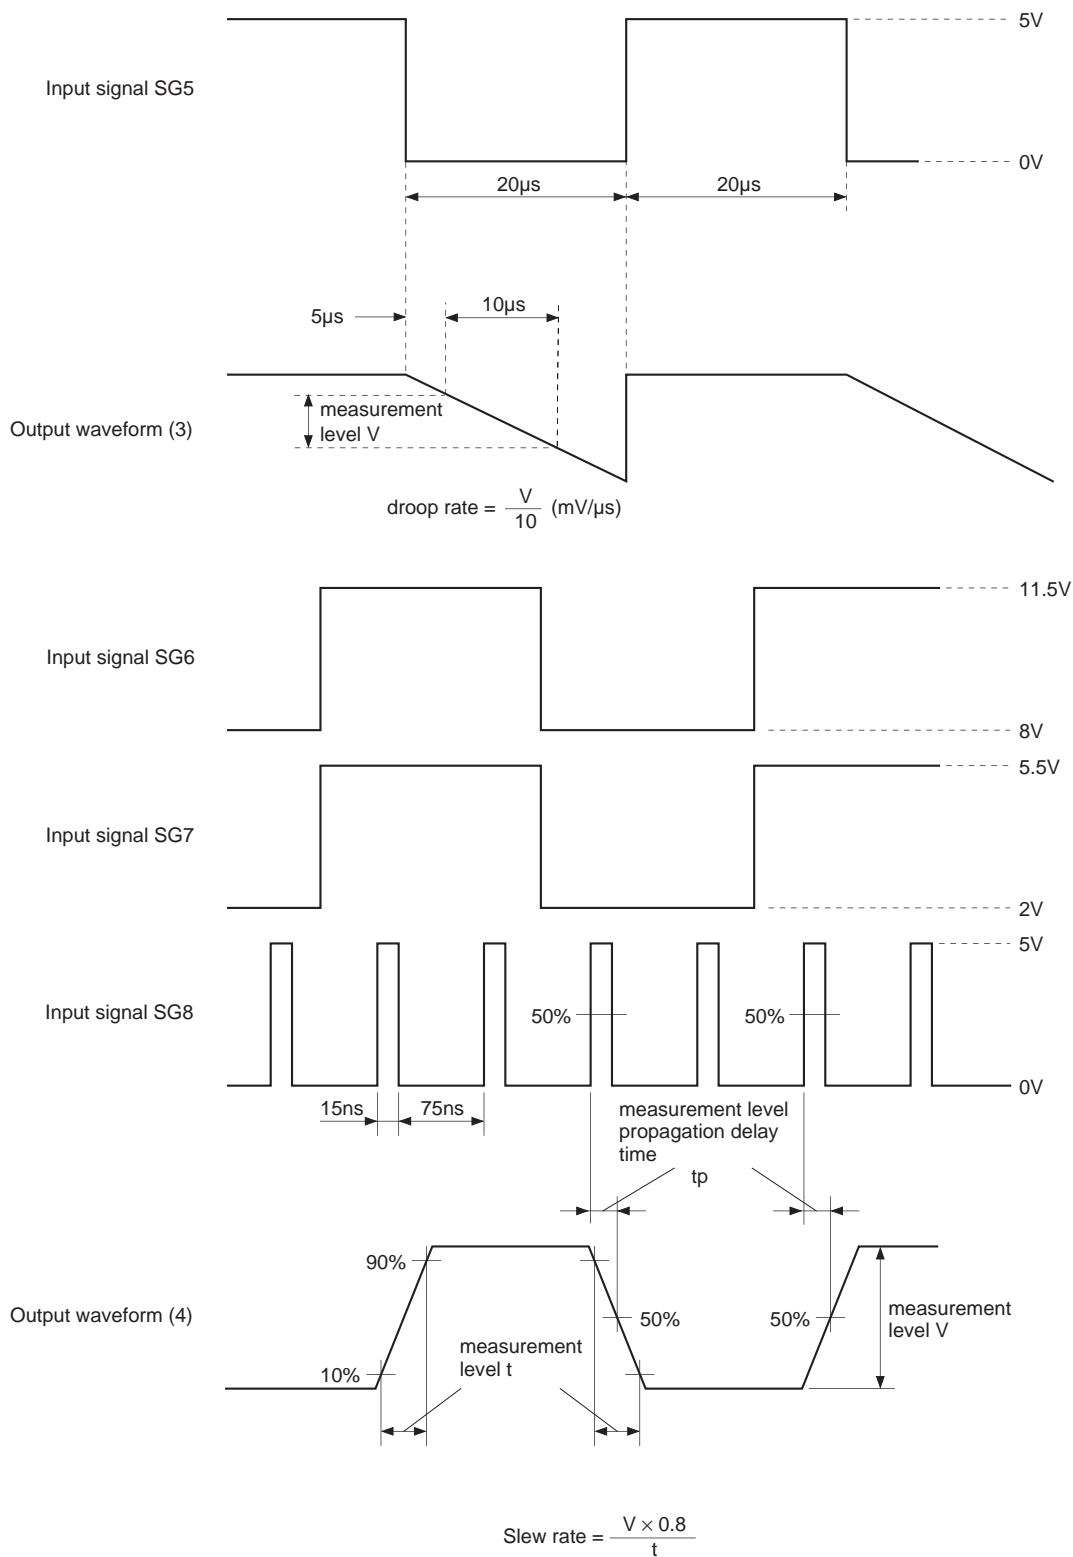 5V
Input signal SG5
0V
20µs
20µs
10µs
5µs
measurement
level V
Output waveform (3)
droop rate = V/10 (mV/µs)
11.5V
Input signal SG6
8V
5.5V
Input signal SG7
2V
5V
Input signal SG8
50%
50%
0V
15ns
75ns
measurement level
propagation delay
time
tp
90%
Output waveform (4)
50%
50%
measurement
level V
measurement
level t
10%
Slew rate = V × 0.8/t